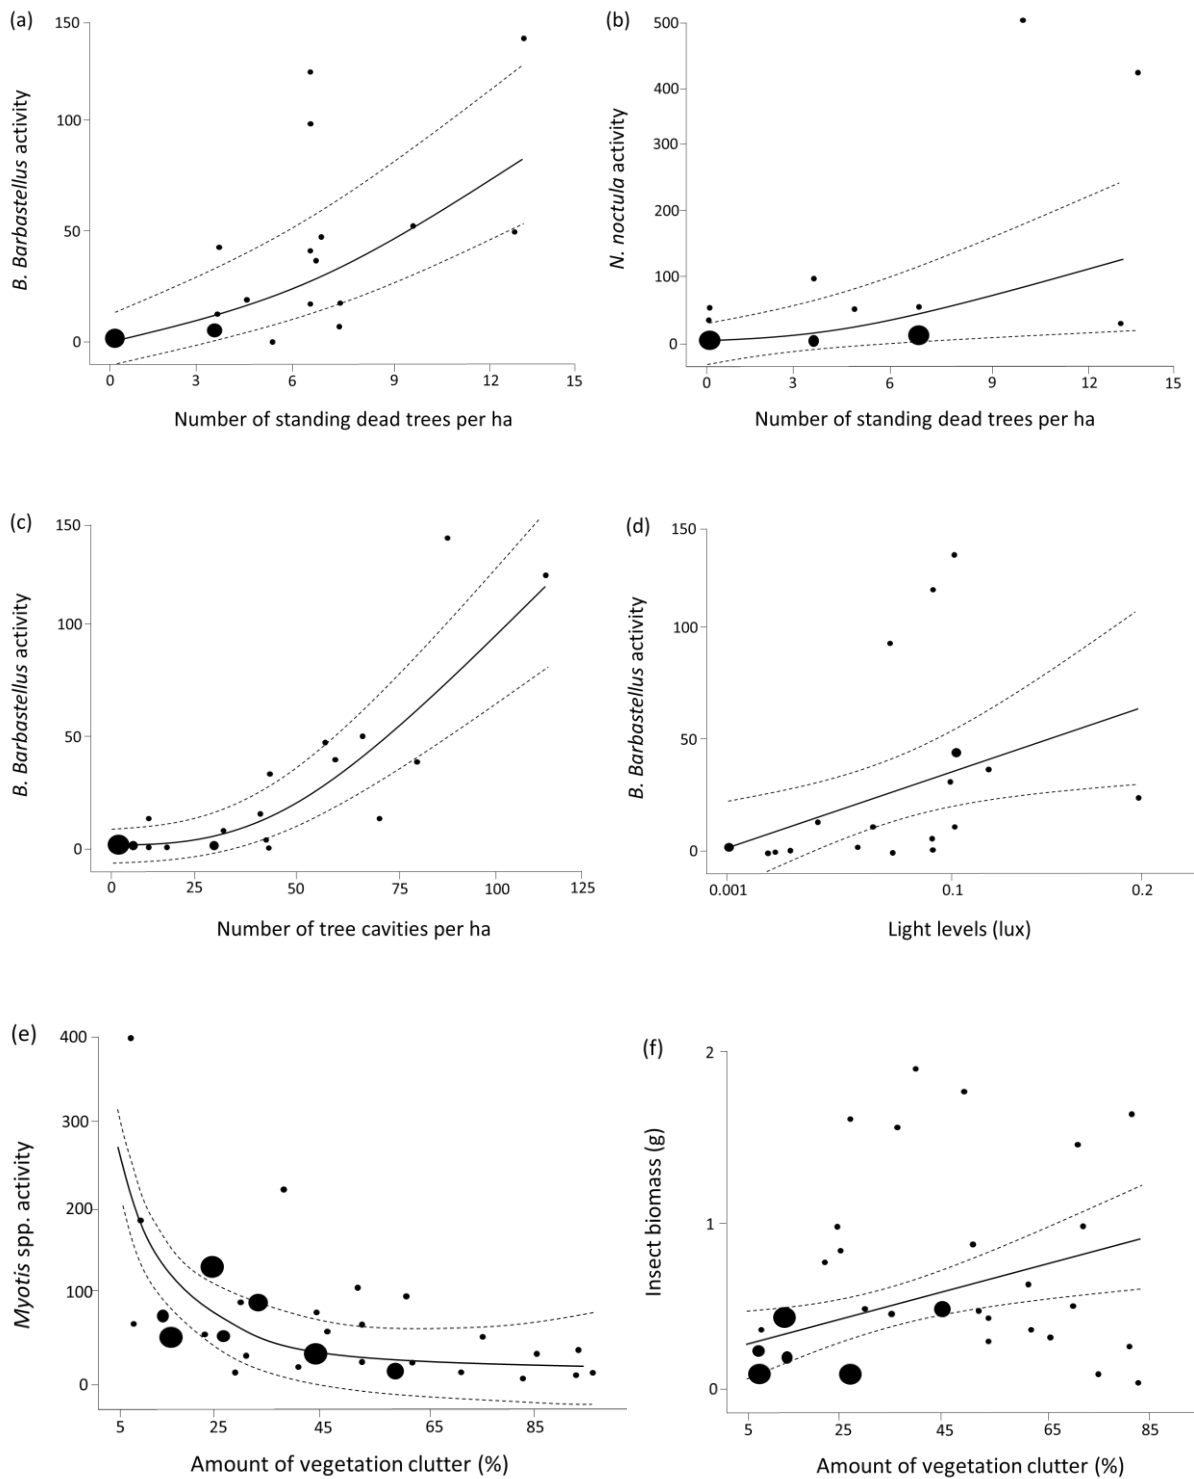 (a)
150
100
50
0
B. Barbastellus activity
0 3 6 9 12 15
Number of standing dead trees per ha
(b)
500
400
300
200
100
0
N. noctula activity
0 3 6 9 12 15
Number of standing dead trees per ha
(c)
150
100
50
0
B. Barbastellus activity
0 25 50 75 100 125
Number of tree cavities per ha
(d)
150
100
50
0
B. Barbastellus activity
0.001 0.1 0.2
Light levels (lux)
(e)
400
300
200
100
0
Myotis spp. activity
5 25 45 65 85
Amount of vegetation clutter (%)
(f)
2
1
0
Insect biomass (g)
5 25 45 65 85
Amount of vegetation clutter (%)